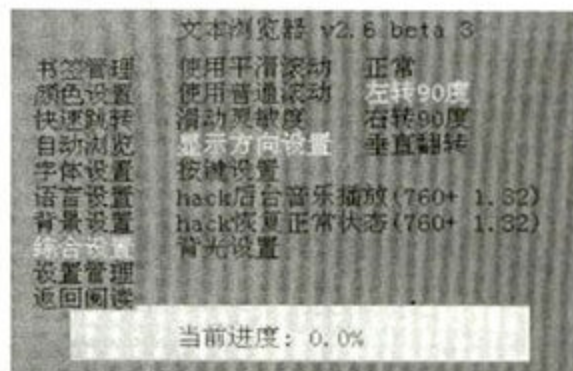 文本浏览器 v2.6 beta 3
书签管理 使用平滑滚动 正常
颜色设置 使用普通滚动 左转90度
快速跳转 滑动灵敏度 右转90度
自动浏览 显示方向设置 垂直翻转
字体设置 按键设置
语言设置 hack后台音乐播放(760+ 1.32)
背景设置 hack恢复正常状态(760+ 1.32)
综合设置 背光设置
设置管理
返回阅读
当前进度: 0.0%